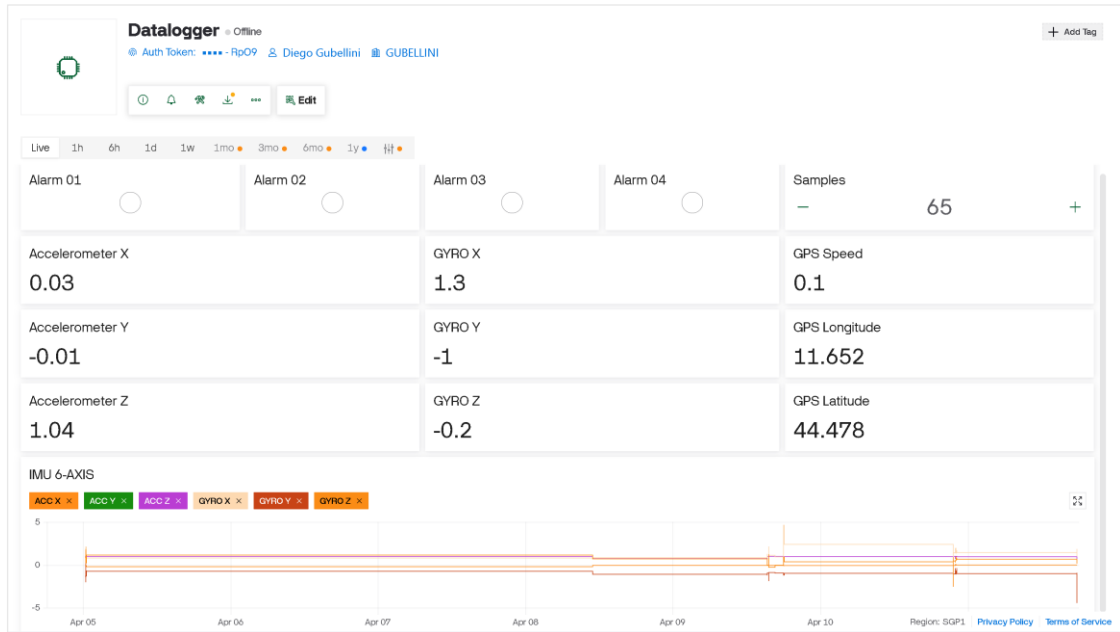 Datalogger Offline
+ Add Tag
Auth Token: •••• - RpO9 Diego Gubellini GUBELLINI
Edit
Live 1h 6h 1d 1w 1mo 3mo 6mo 1y
Alarm 01
Alarm 02
Alarm 03
Alarm 04
Samples
− 65 +
Accelerometer X
0.03
GYRO X
1.3
GPS Speed
0.1
Accelerometer Y
-0.01
GYRO Y
-1
GPS Longitude
11.652
Accelerometer Z
1.04
GYRO Z
-0.2
GPS Latitude
44.478
IMU 6-AXIS
ACC X × ACC Y × ACC Z × GYRO X × GYRO Y × GYRO Z ×
5
0
-5
Apr 05 Apr 06 Apr 07 Apr 08 Apr 09 Apr 10
Region: SGP1 Privacy Policy Terms of Service